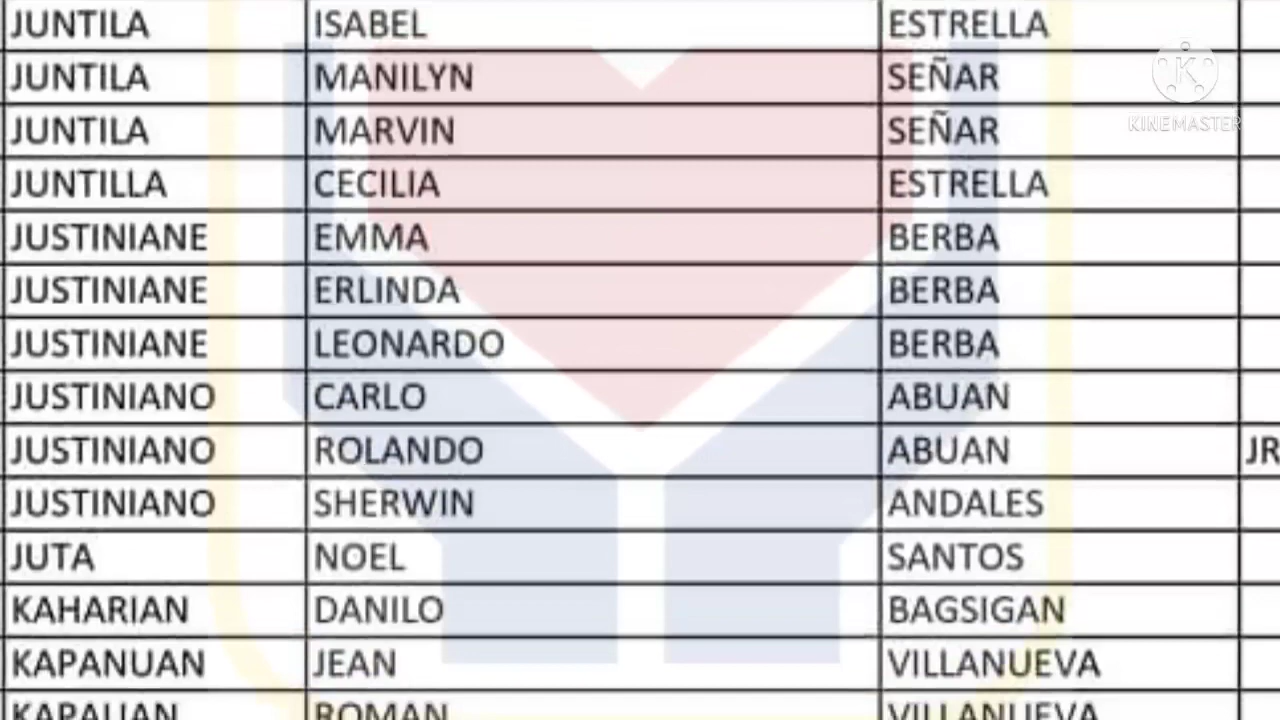 JUNTILA ISABEL ESTRELLA
JUNTILA MANILYN SEÑAR
JUNTILA MARVIN SEÑAR
JUNTILLA CECILIA ESTRELLA
JUSTINIANE EMMA BERBA
JUSTINIANE ERLINDA BERBA
JUSTINIANE LEONARDO BERBA
JUSTINIANO CARLO ABUAN
JUSTINIANO ROLANDO ABUAN JR
JUSTINIANO SHERWIN ANDALES
JUTA NOEL SANTOS
KAHARIAN DANILO BAGSIGAN
KAPANUAN JEAN VILLANUEVA
ROMAN VILLANUEVA
K
KINEMASTER